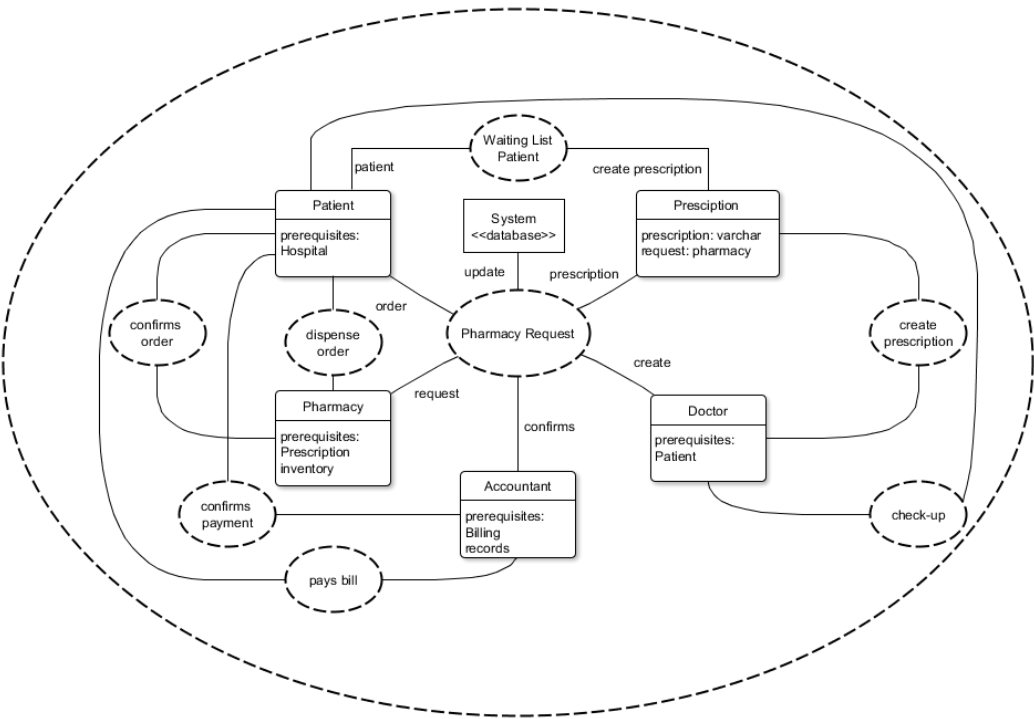 Waiting List
Patient
patient
create prescription
Patient
prerequisites:
Hospital
System
<<database>>
Presciption
prescription: varchar
request: pharmacy
update
prescription
order
confirms
order
dispense
order
Pharmacy Request
create
prescription
create
request
Pharmacy
prerequisites:
Prescription
inventory
confirms
Doctor
prerequisites:
Patient
Accountant
prerequisites:
Billing
records
confirms
payment
check-up
pays bill